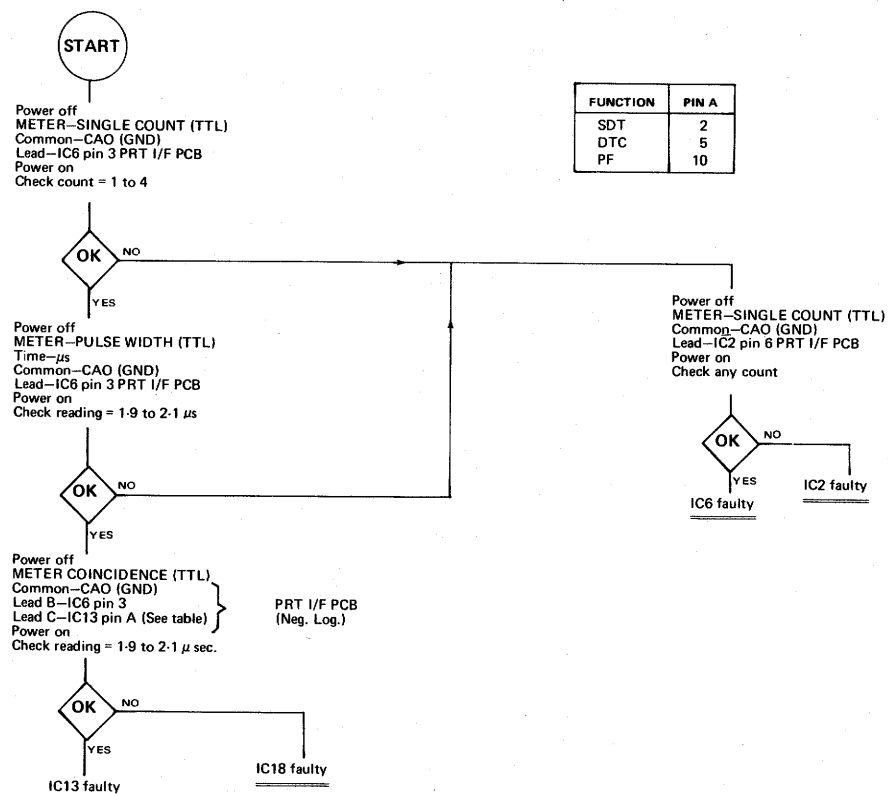 START
Power off
METER–SINGLE COUNT (TTL)
Common–CAO (GND)
Lead–IC6 pin 3 PRT I/F PCB
Power on
Check count = 1 to 4
FUNCTION PIN A
SDT 2
DTC 5
PF 10
OK
NO
YES
Power off
METER–PULSE WIDTH (TTL)
Time–μs
Common–CAO (GND)
Lead–IC6 pin 3 PRT I/F PCB
Power on
Check reading = 1·9 to 2·1 μs
Power off
METER–SINGLE COUNT (TTL)
Common–CAO (GND)
Lead–IC2 pin 6 PRT I/F PCB
Power on
Check any count
OK
NO
YES
IC6 faulty
IC2 faulty
OK
NO
YES
Power off
METER COINCIDENCE (TTL)
Common–CAO (GND)
Lead B–IC6 pin 3
Lead C–IC13 pin A (See table)
Power on
Check reading = 1·9 to 2·1 μ sec.
PRT I/F PCB
(Neg. Log.)
OK
NO
YES
IC13 faulty
IC18 faulty